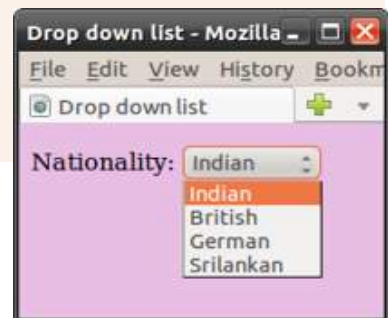 Drop down list - Mozilla
File Edit View History Bookm
Drop down list
Nationality: Indian
Indian
British
German
Srilankan